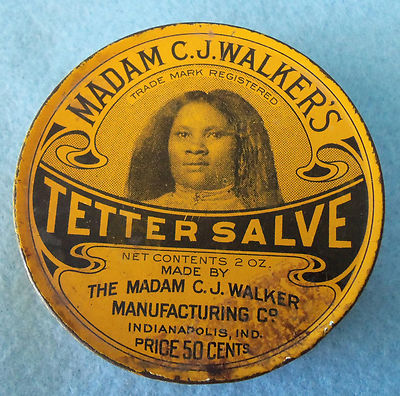 MADAM C.J. WALKER'S
TRADE MARK REGISTERED
TETTER SALVE
NET CONTENTS 2 OZ.
MADE BY
THE MADAM C.J. WALKER
MANUFACTURING Co
INDIANAPOLIS, IND.
PRICE 50 CENTS